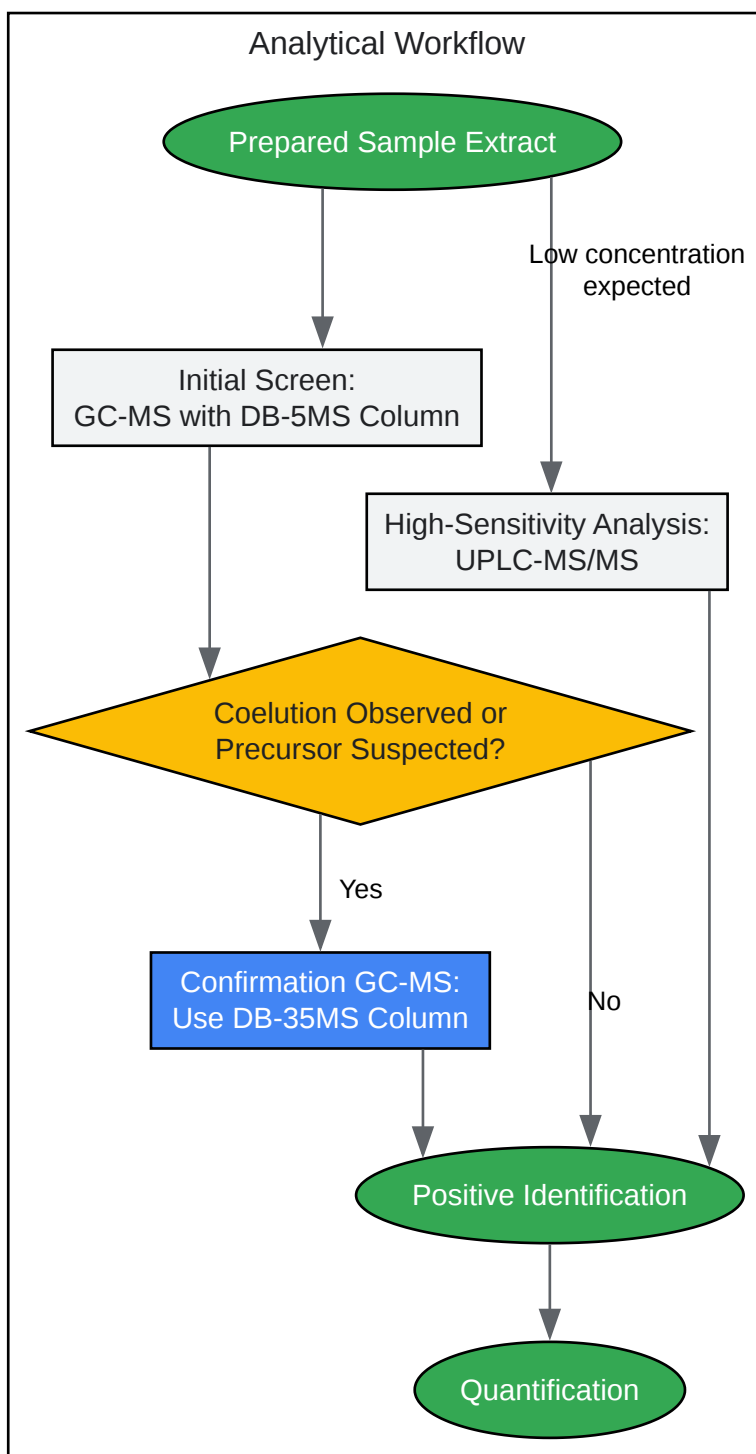 Analytical Workflow
Prepared Sample Extract
Low concentration
expected
Initial Screen:
GC-MS with DB-5MS Column
High-Sensitivity Analysis:
UPLC-MS/MS
Coelution Observed or
Precursor Suspected?
Yes
Confirmation GC-MS:
Use DB-35MS Column
No
Positive Identification
Quantification